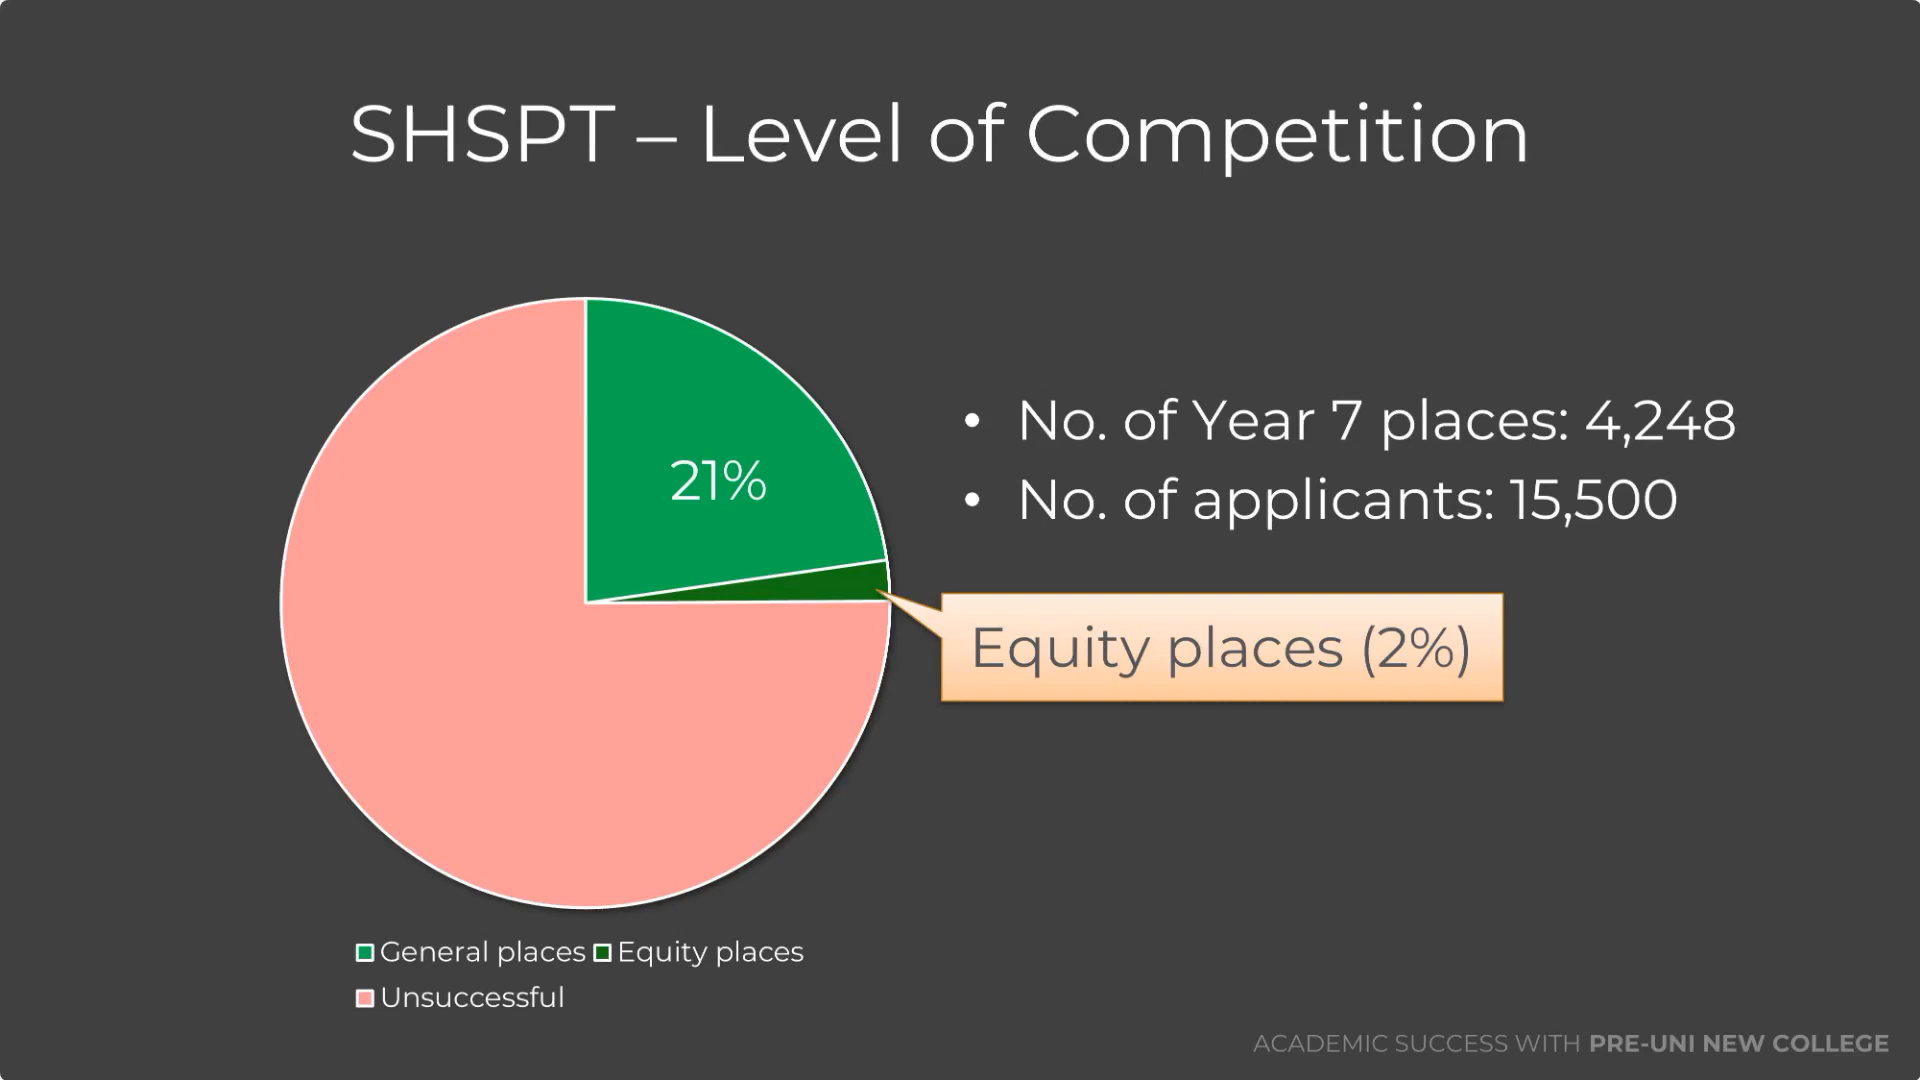 SHSPT – Level of Competition
21%
• No. of Year 7 places: 4,248
• No. of applicants: 15,500
Equity places (2%)
General places Equity places
Unsuccessful
ACADEMIC SUCCESS WITH PRE-UNI NEW COLLEGE